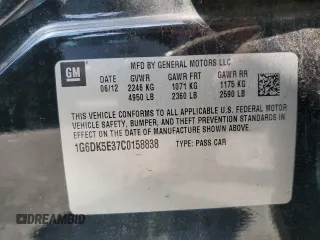 GM
MFD BY GENERAL MOTORS LLC
06/12 GVWR GAWR FRT GAWR RR
2246 KG 1071 KG 1175 KG
4950 LB 2360 LB 2590 LB
THIS VEHICLE CONFORMS TO ALL APPLICABLE U.S. FEDERAL MOTOR
VEHICLE SAFETY, BUMPER, AND THEFT PREVENTION STANDARDS
IN EFFECT ON THE DATE OF MANUFACTURE SHOWN ABOVE.
1G6DK5E37C0158838 TYPE: PASS CAR
DREAMBID